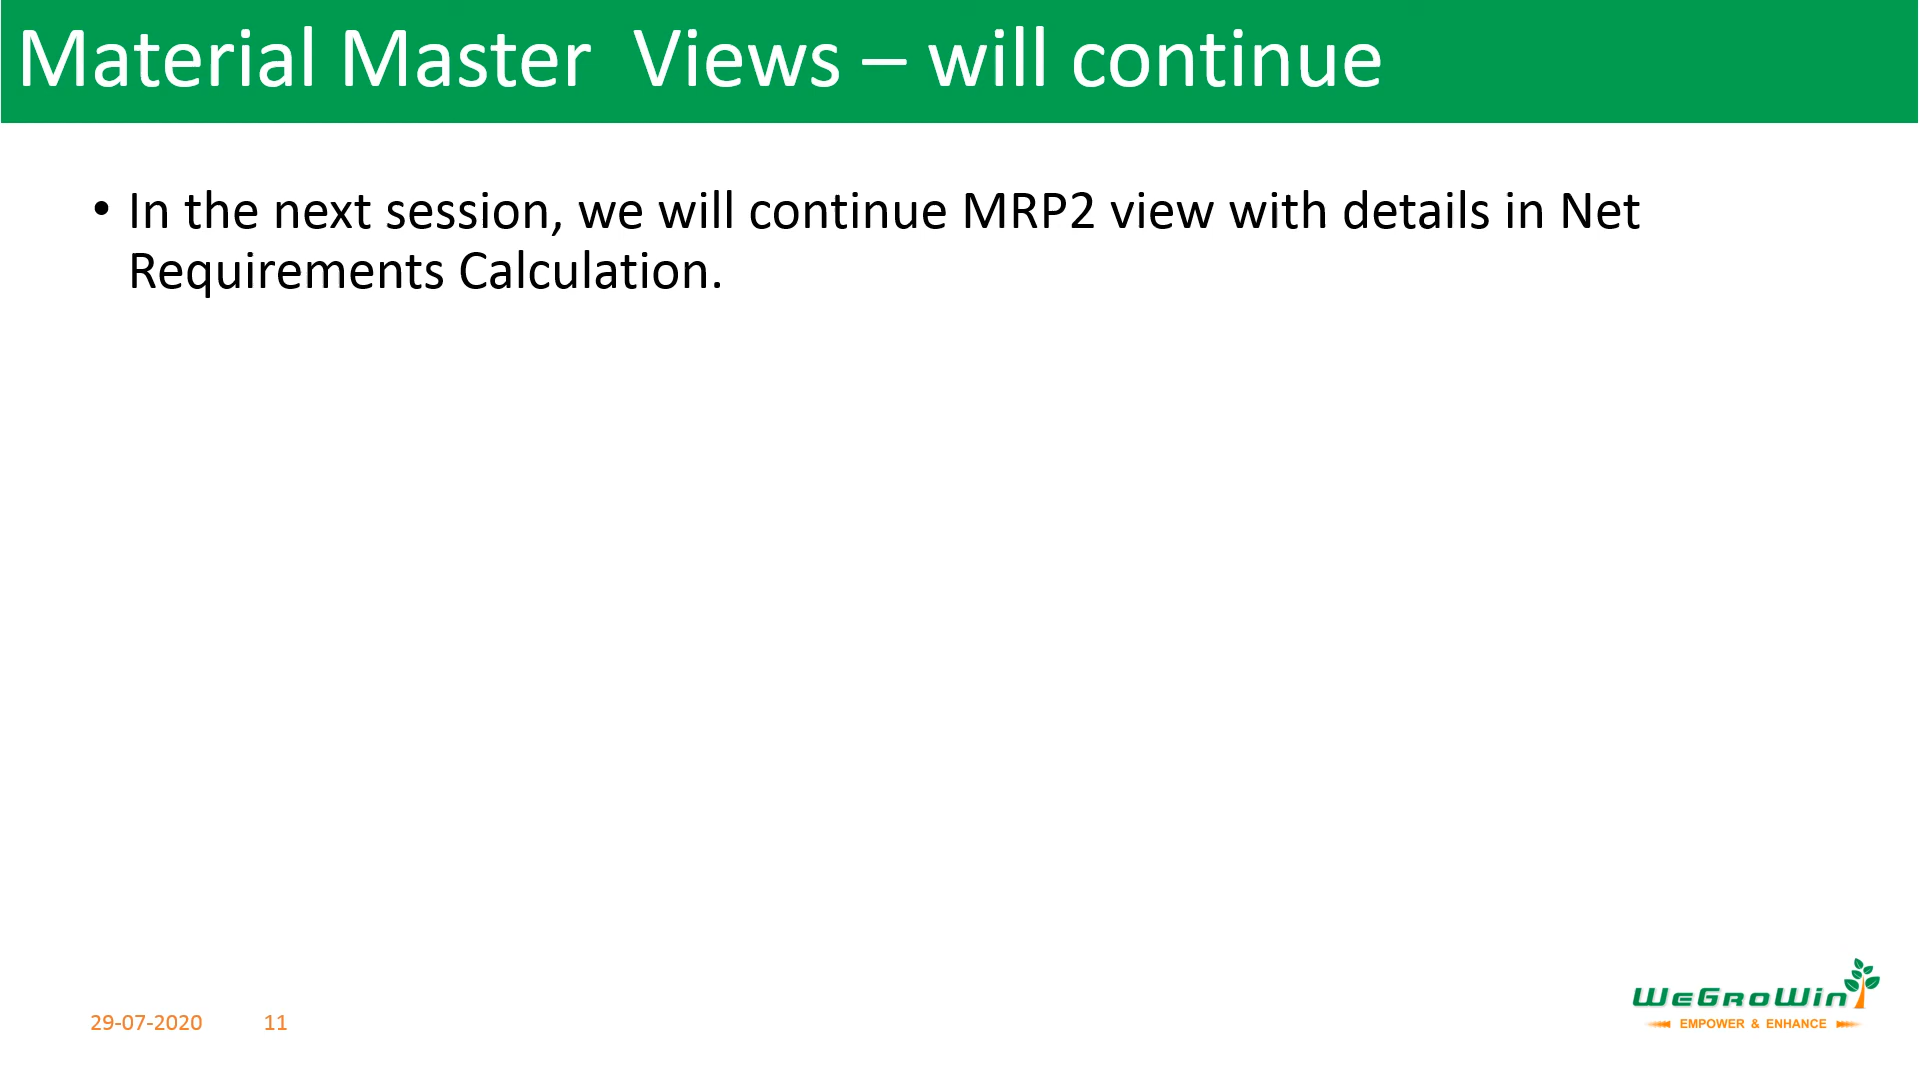 Material Master  Views – will continue
• In the next session, we will continue MRP2 view with details in Net
Requirements Calculation.
29-07-2020 11
WeGroWin
EMPOWER & ENHANCE